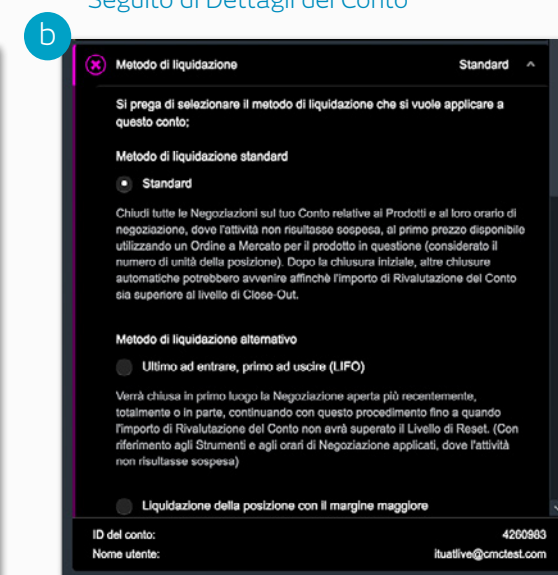 Seguito di Dettagli del Conto
b
Metodo di liquidazione Standard
Si prega di selezionare il metodo di liquidazione che si vuole applicare a
questo conto;
Metodo di liquidazione standard
Standard
Chiudi tutte le Negoziazioni sul tuo Conto relative ai Prodotti e al loro orario di
negoziazione, dove l'attività non risultasse sospesa, al primo prezzo disponibile
utilizzando un Ordine a Mercato per il prodotto in questione (considerato il
numero di unità della posizione). Dopo la chiusura iniziale, altre chiusure
automatiche potrebbero avvenire affinchè l'importo di Rivalutazione del Conto
sia superiore al livello di Close-Out.
Metodo di liquidazione alternativo
Ultimo ad entrare, primo ad uscire (LIFO)
Verrà chiusa in primo luogo la Negoziazione aperta più recentemente,
totalmente o in parte, continuando con questo procedimento fino a quando
l'importo di Rivalutazione del Conto non avrà superato il Livello di Reset. (Con
riferimento agli Strumenti e agli orari di Negoziazione applicati, dove l'attività
non risultasse sospesa)
Liquidazione della posizione con il margine maggiore
ID del conto: 4260983
Nome utente: ituatlive@cmctest.com